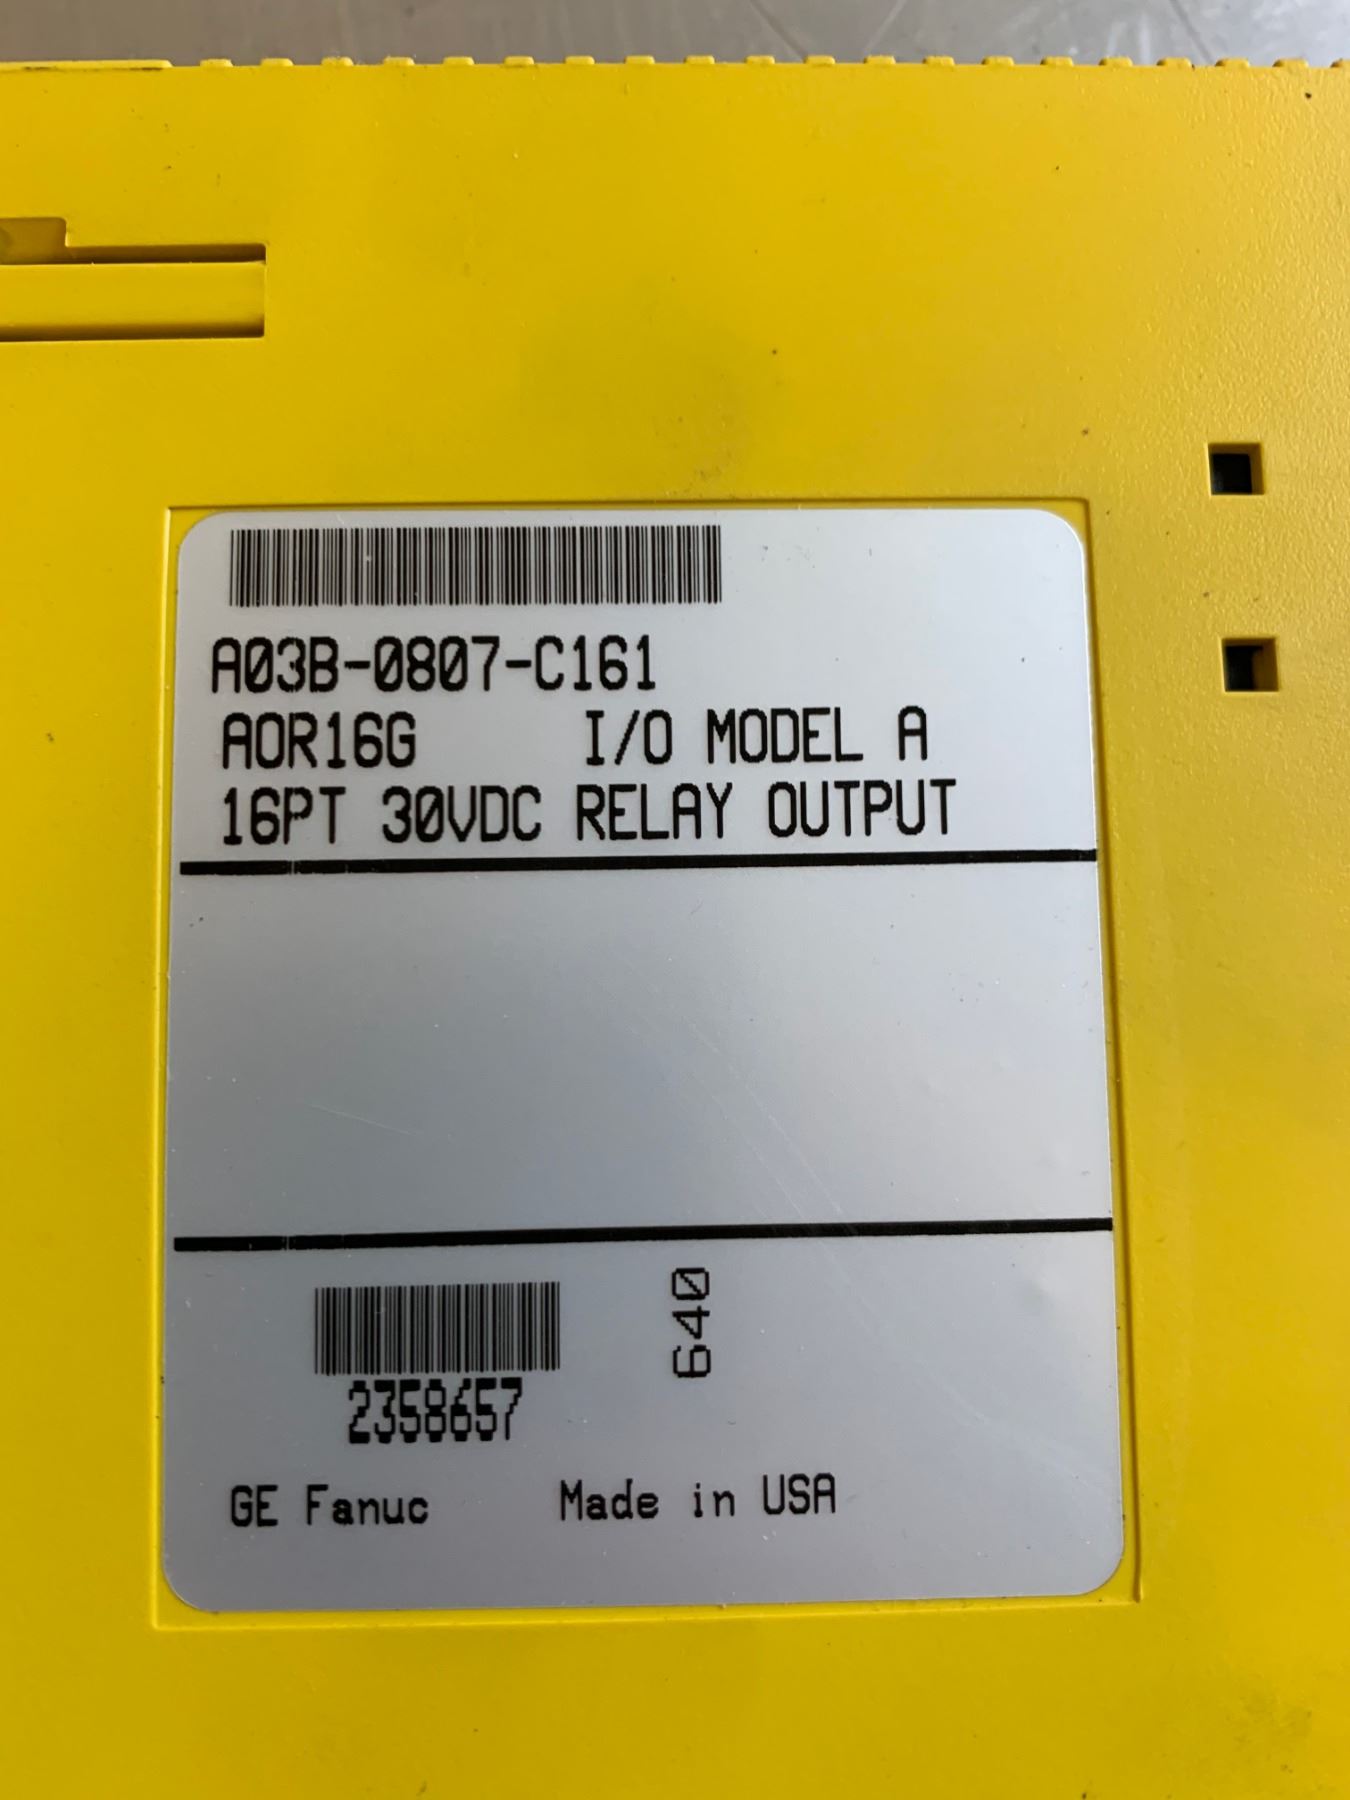 A03B-0807-C161
AOR16G I/O MODEL A
16PT 30VDC RELAY OUTPUT
640
2358657
GE Fanuc Made in USA